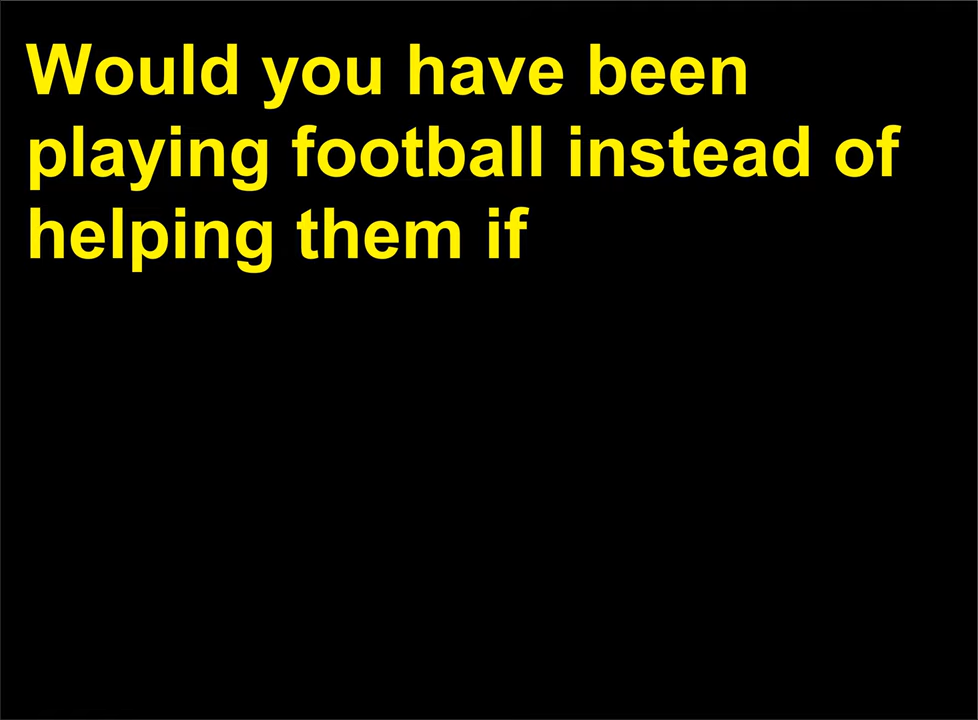 Would you have been
playing football instead of
helping them if